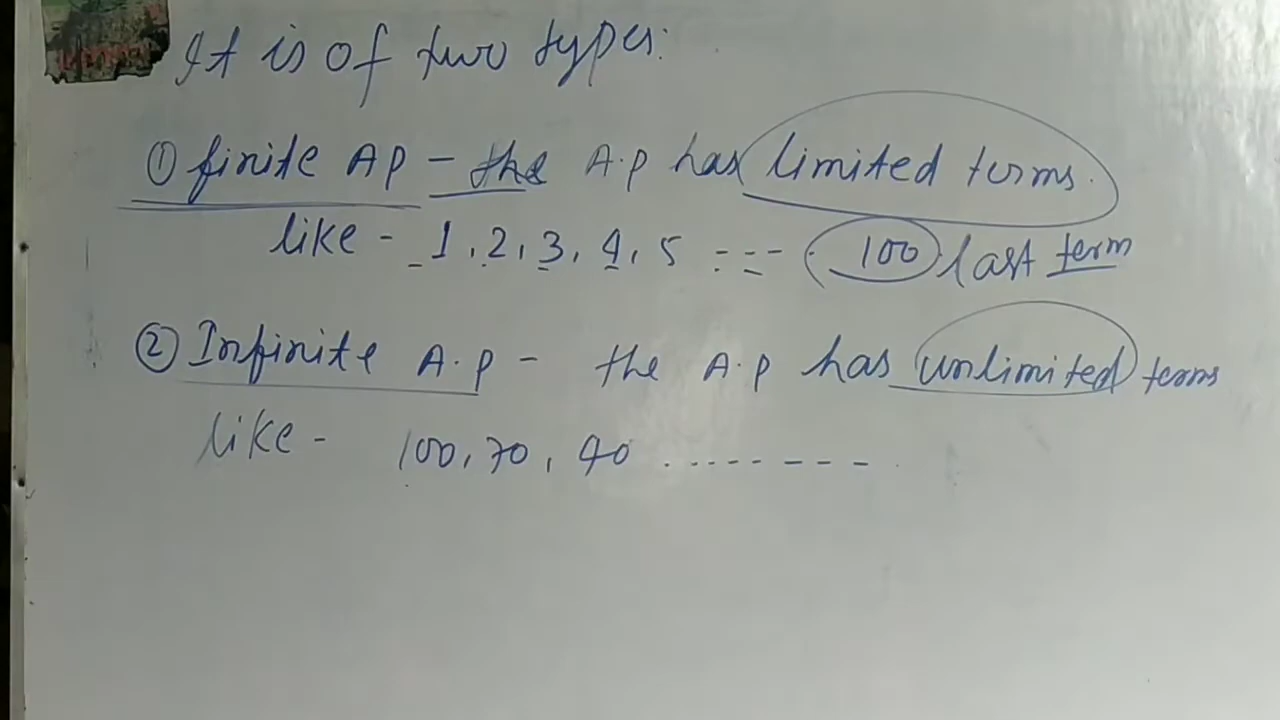 It is of two types:
① finite AP - the A.p has limited terms.
like - 1, 2, 3, 4, 5 --- 100 last term
② Infinite A.p - the A.p has unlimited terms
like - 100, 70, 40 ..........